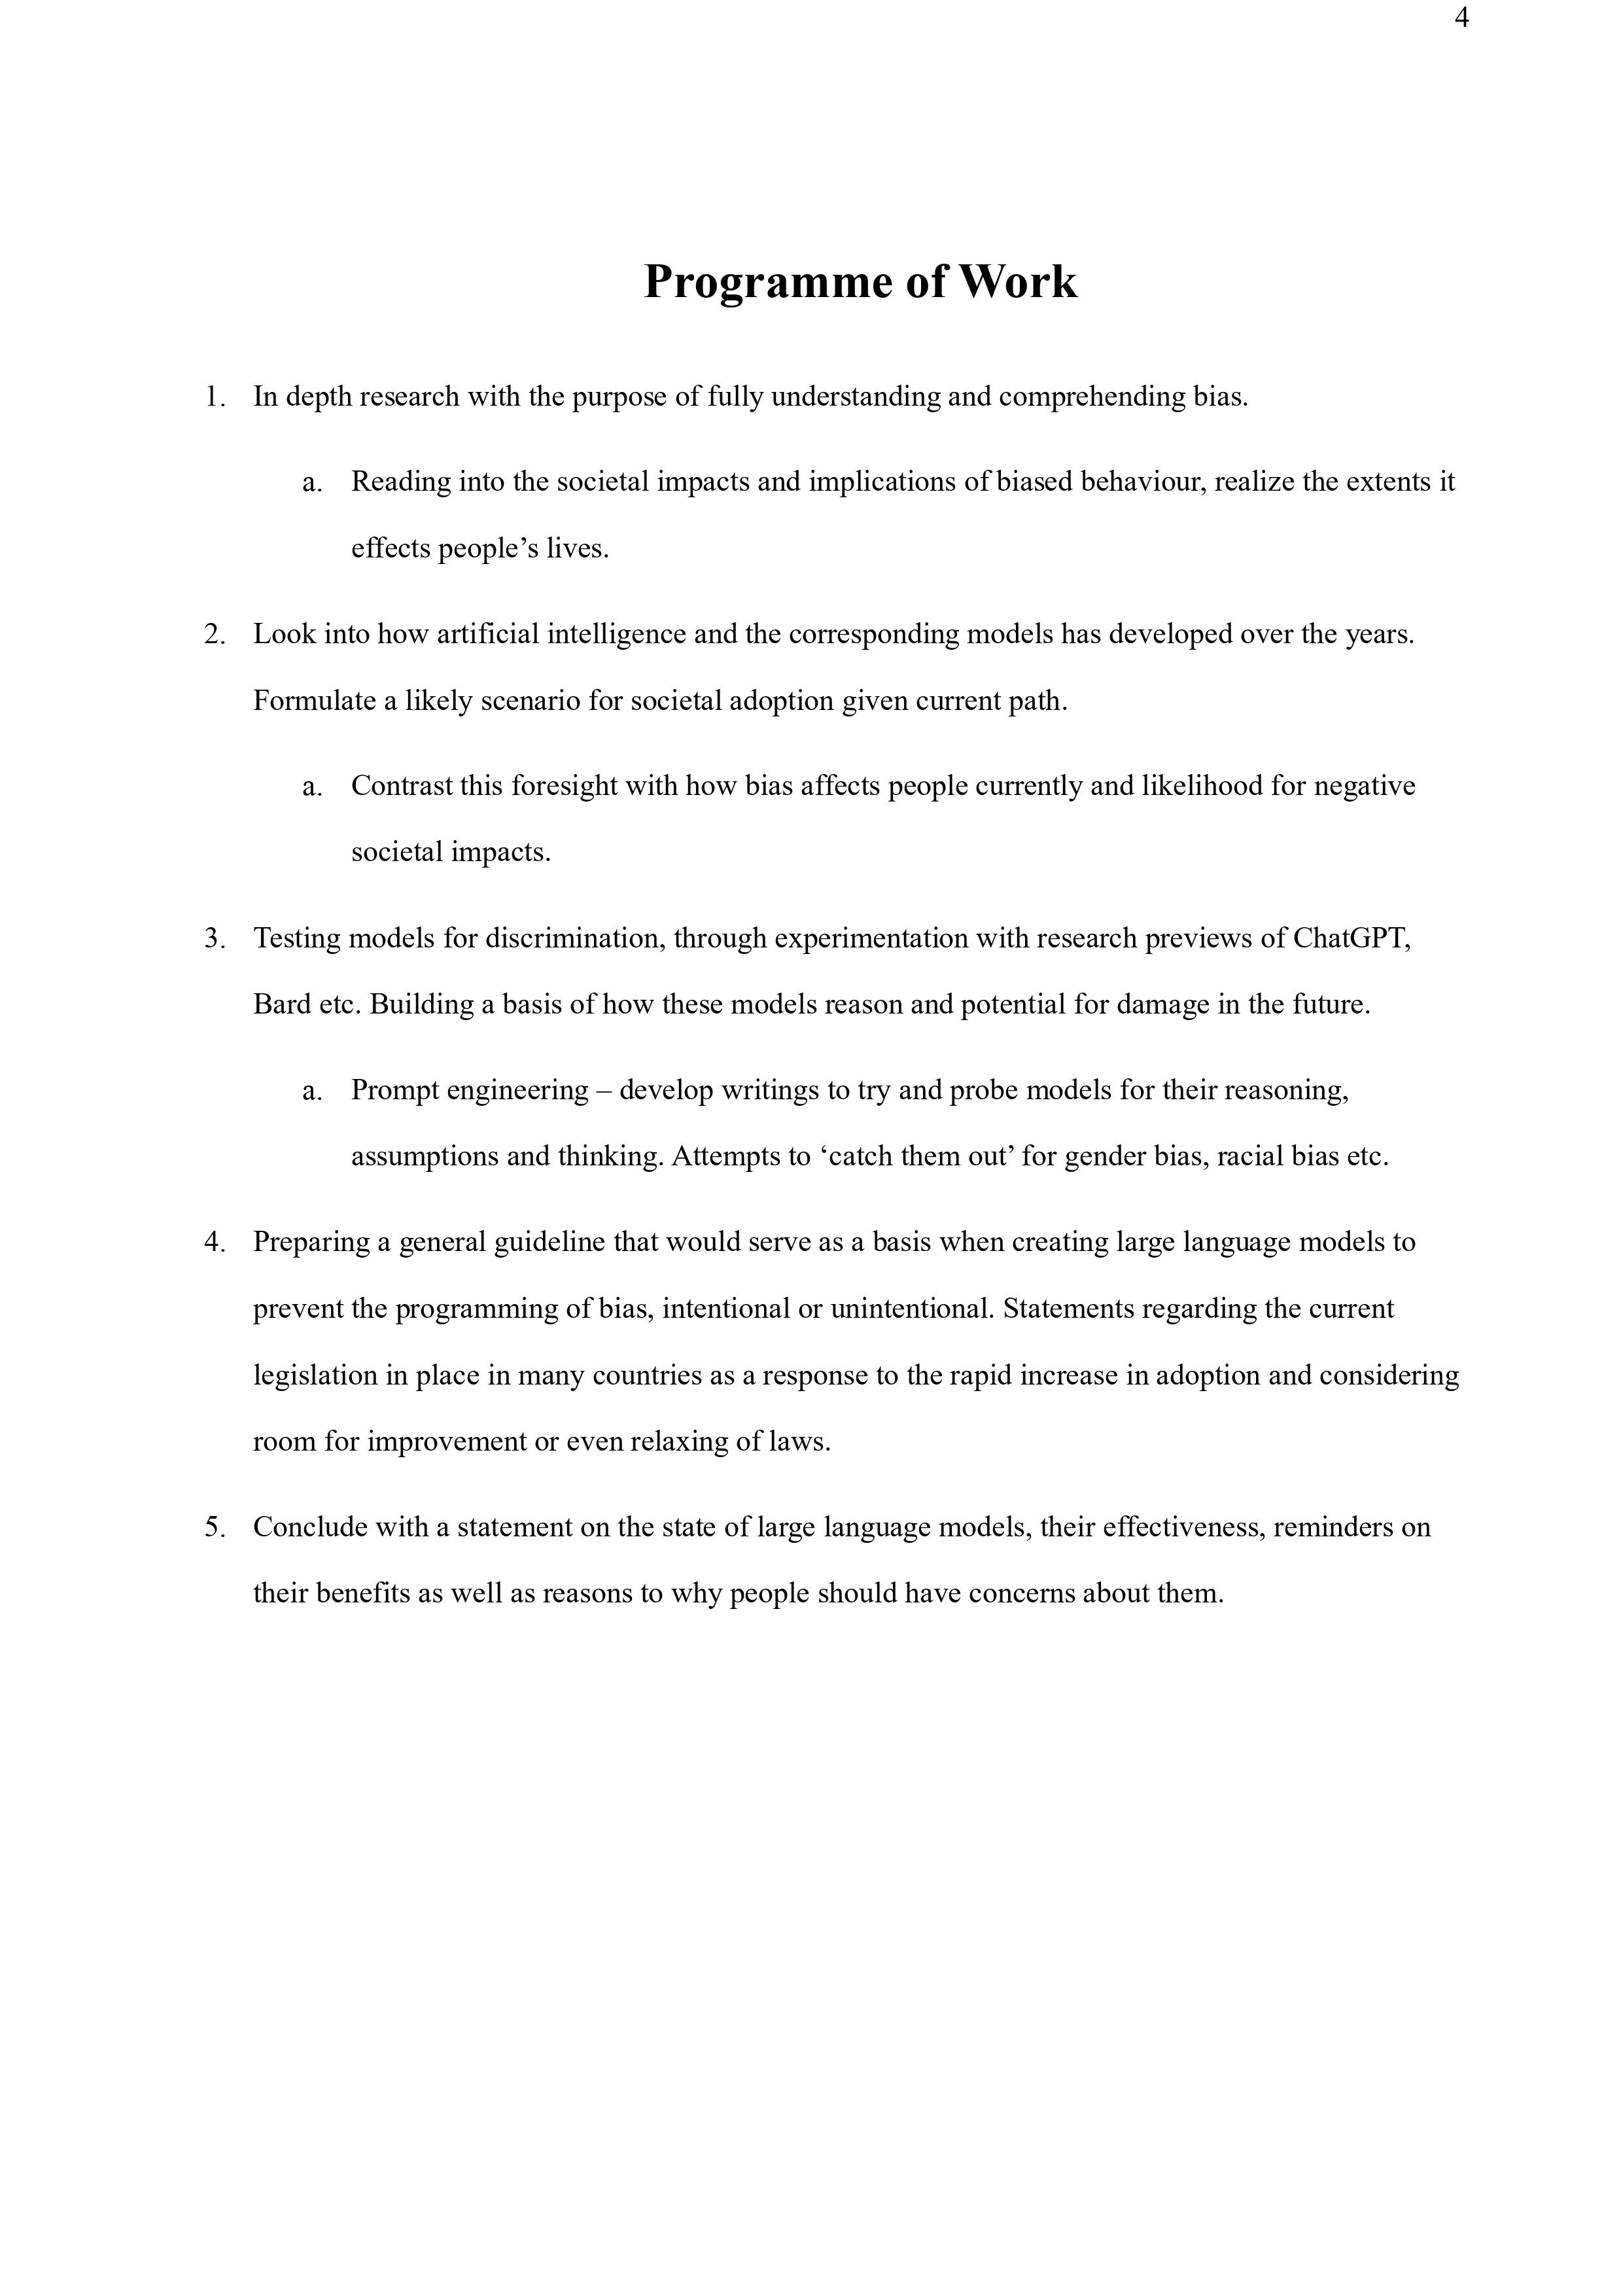 4
Programme of Work
1. In depth research with the purpose of fully understanding and comprehending bias.
a. Reading into the societal impacts and implications of biased behaviour, realize the extents it
effects people’s lives.
2. Look into how artificial intelligence and the corresponding models has developed over the years.
Formulate a likely scenario for societal adoption given current path.
a. Contrast this foresight with how bias affects people currently and likelihood for negative
societal impacts.
3. Testing models for discrimination, through experimentation with research previews of ChatGPT,
Bard etc. Building a basis of how these models reason and potential for damage in the future.
a. Prompt engineering – develop writings to try and probe models for their reasoning,
assumptions and thinking. Attempts to ‘catch them out’ for gender bias, racial bias etc.
4. Preparing a general guideline that would serve as a basis when creating large language models to
prevent the programming of bias, intentional or unintentional. Statements regarding the current
legislation in place in many countries as a response to the rapid increase in adoption and considering
room for improvement or even relaxing of laws.
5. Conclude with a statement on the state of large language models, their effectiveness, reminders on
their benefits as well as reasons to why people should have concerns about them.